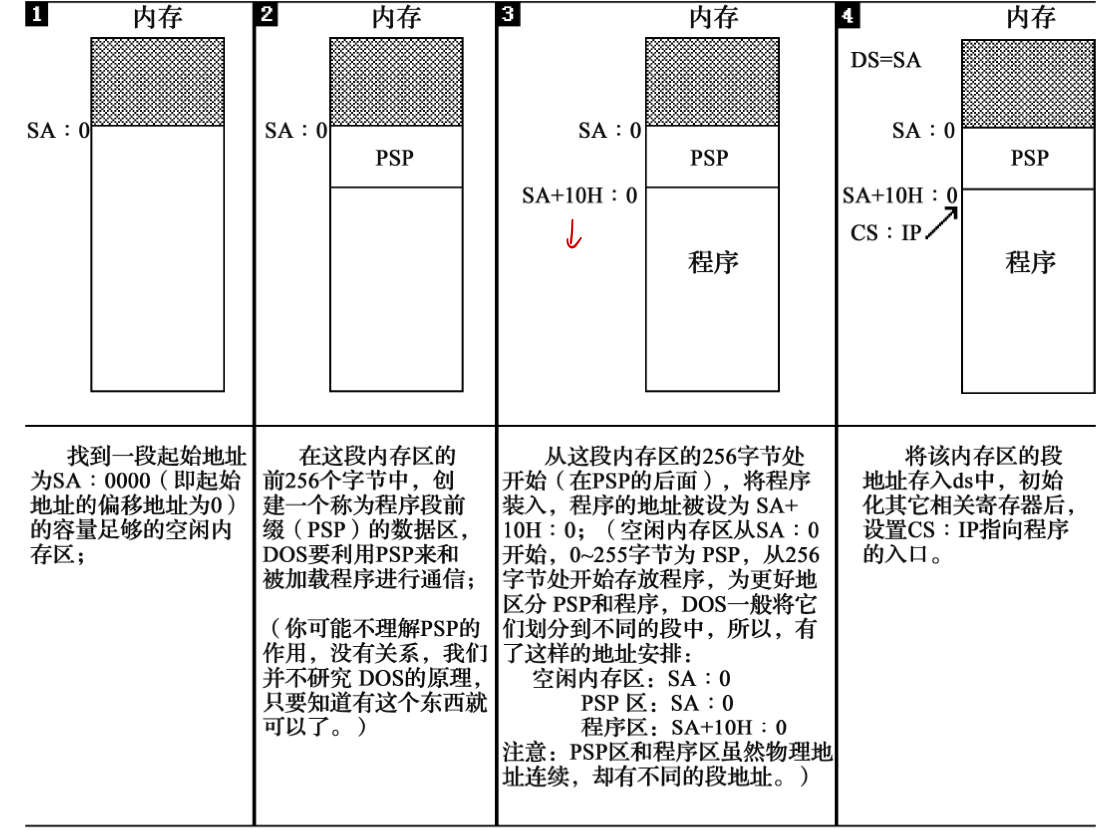 1 内存
SA：0
找到一段起始地址
为SA：0000（即起始
地址的偏移地址为0）
的容量足够的空闲内
存区；
2 内存
SA：0
PSP
在这段内存区的
前256个字节中，创
建一个称为程序段前
缀（PSP）的数据区，
DOS要利用PSP来和
被加载程序进行通信；
（你可能不理解PSP的
作用，没有关系，我们
并不研究 DOS的原理，
只要知道有这个东西就
可以了。）
3 内存
SA：0
PSP
SA+10H：0
程序
从这段内存区的256字节处
开始（在PSP的后面），将程序
装入，程序的地址被设为 SA+
10H：0；（空闲内存区从SA：0
开始，0~255字节为 PSP，从256
字节处开始存放程序，为更好地
区分 PSP和程序，DOS一般将它
们划分到不同的段中，所以，有
了这样的地址安排：
空闲内存区：SA：0
PSP 区：SA：0
程序区：SA+10H：0
注意：PSP区和程序区虽然物理地
址连续，却有不同的段地址。）
4 内存
DS=SA
SA：0
PSP
SA+10H：0
CS：IP
程序
将该内存区的段
地址存入ds中，初始
化其它相关寄存器后，
设置CS：IP指向程序
的入口。